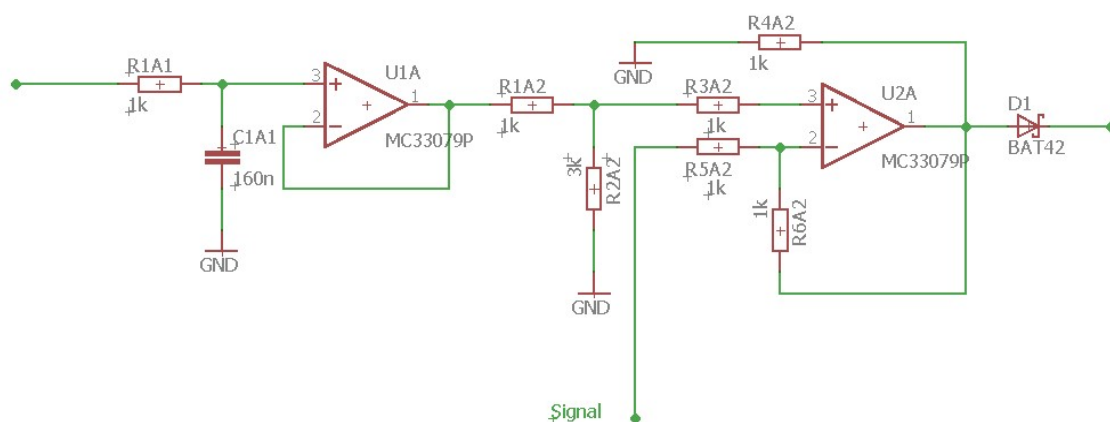 R1A1
1k
C1A1
160n
GND
3
2
1
U1A
MC33079P
R1A2
1k
3k
R2A2
GND
R4A2
1k
GND
R3A2
1k
R5A2
1k
3
2
1
U2A
MC33079P
1k
R6A2
D1
BAT42
Signal